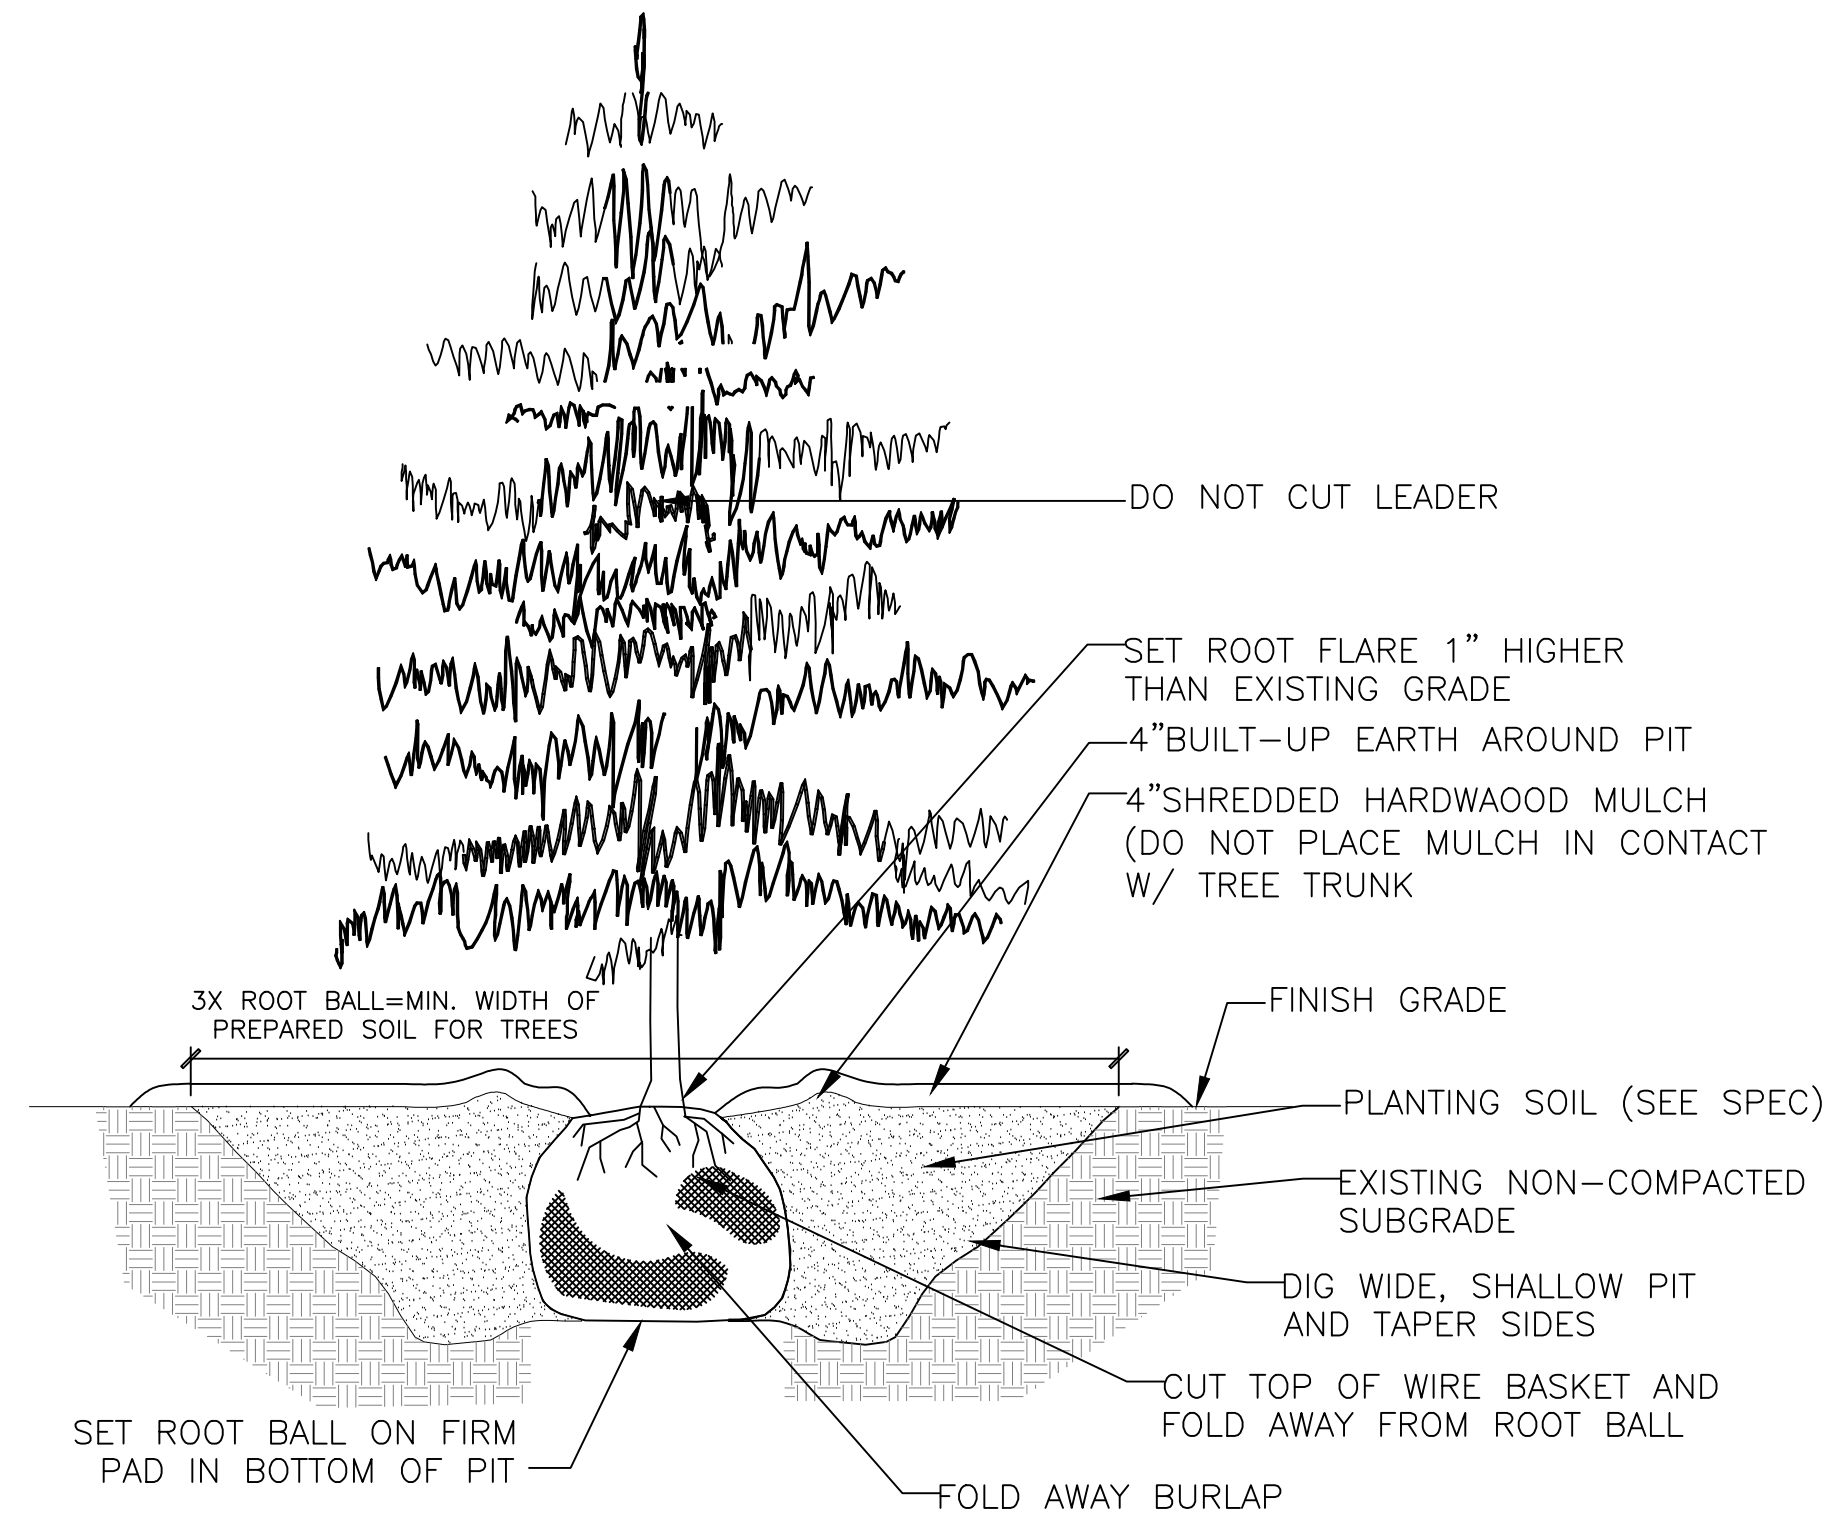 DO NOT CUT LEADER
SET ROOT FLARE 1” HIGHER
THAN EXISTING GRADE
4”BUILT-UP EARTH AROUND PIT
4”SHREDDED HARDWAOOD MULCH
(DO NOT PLACE MULCH IN CONTACT
W/ TREE TRUNK
3X ROOT BALL=MIN. WIDTH OF
PREPARED SOIL FOR TREES
FINISH GRADE
PLANTING SOIL (SEE SPEC)
EXISTING NON-COMPACTED
SUBGRADE
DIG WIDE, SHALLOW PIT
AND TAPER SIDES
CUT TOP OF WIRE BASKET AND
FOLD AWAY FROM ROOT BALL
SET ROOT BALL ON FIRM
PAD IN BOTTOM OF PIT
FOLD AWAY BURLAP